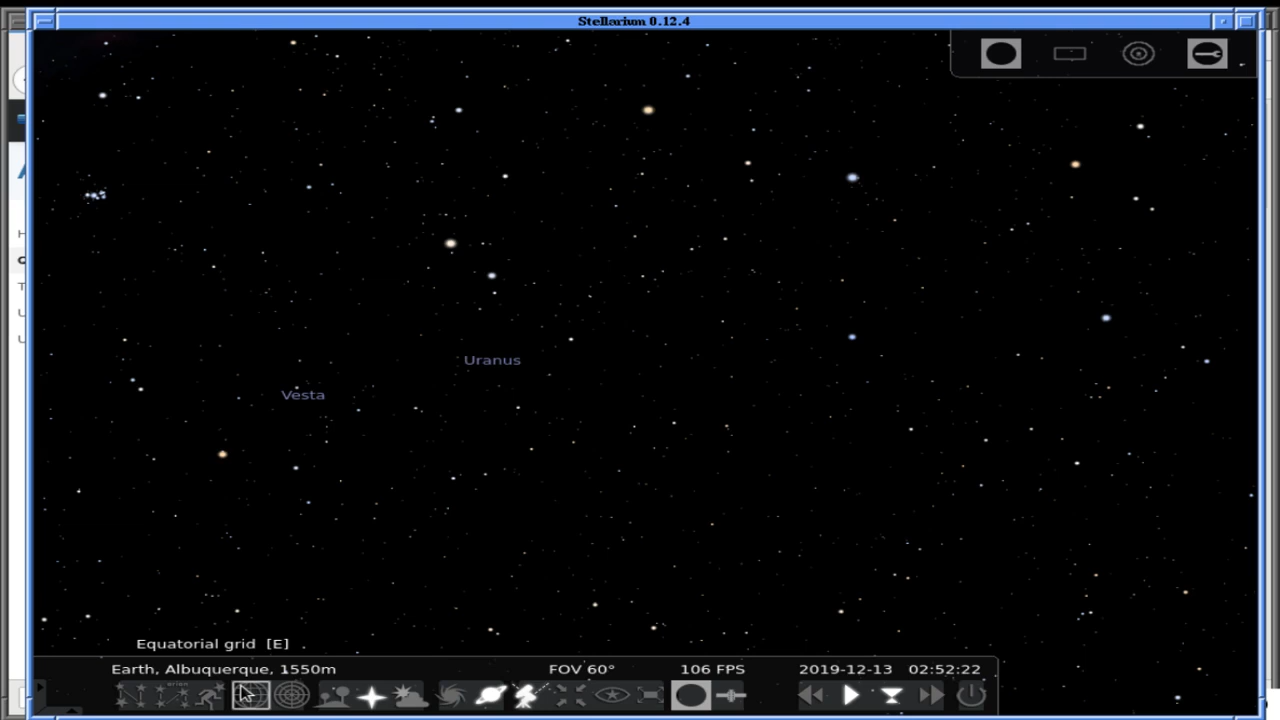 Stellarium 0.12.4
Uranus
Vesta
Equatorial grid [E]
Earth, Albuquerque, 1550m FOV 60° 106 FPS 2019-12-13 02:52:22